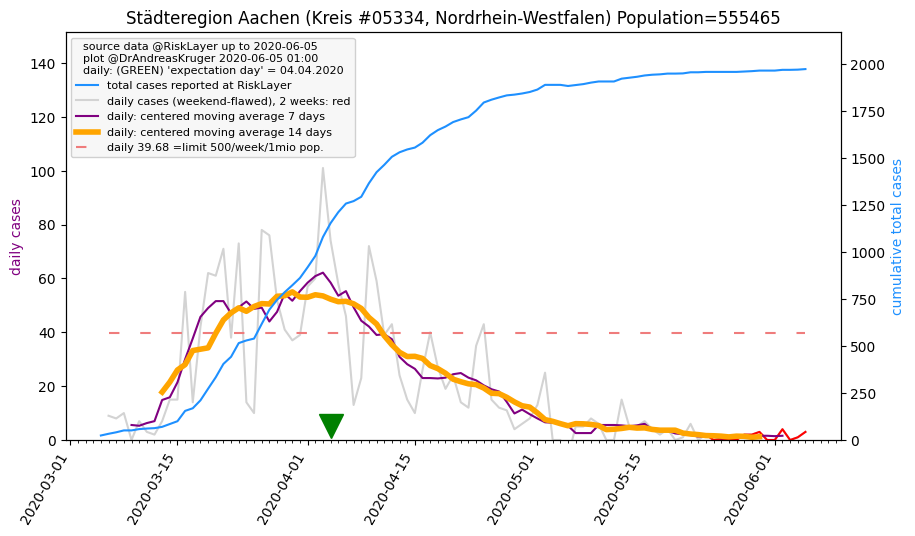 Städteregion Aachen (Kreis #05334, Nordrhein-Westfalen) Population=555465
source data @RiskLayer up to 2020-06-05
plot @DrAndreasKruger 2020-06-05 01:00
daily: (GREEN) 'expectation day' = 04.04.2020
total cases reported at RiskLayer
daily cases (weekend-flawed), 2 weeks: red
daily: centered moving average 7 days
daily: centered moving average 14 days
daily 39.68 =limit 500/week/1mio pop.
daily cases
140
120
100
80
60
40
20
0
2000
1750
1500
1250
1000
750
500
250
0
cumulative total cases
2020-03-01
2020-03-15
2020-04-01
2020-04-15
2020-05-01
2020-05-15
2020-06-01